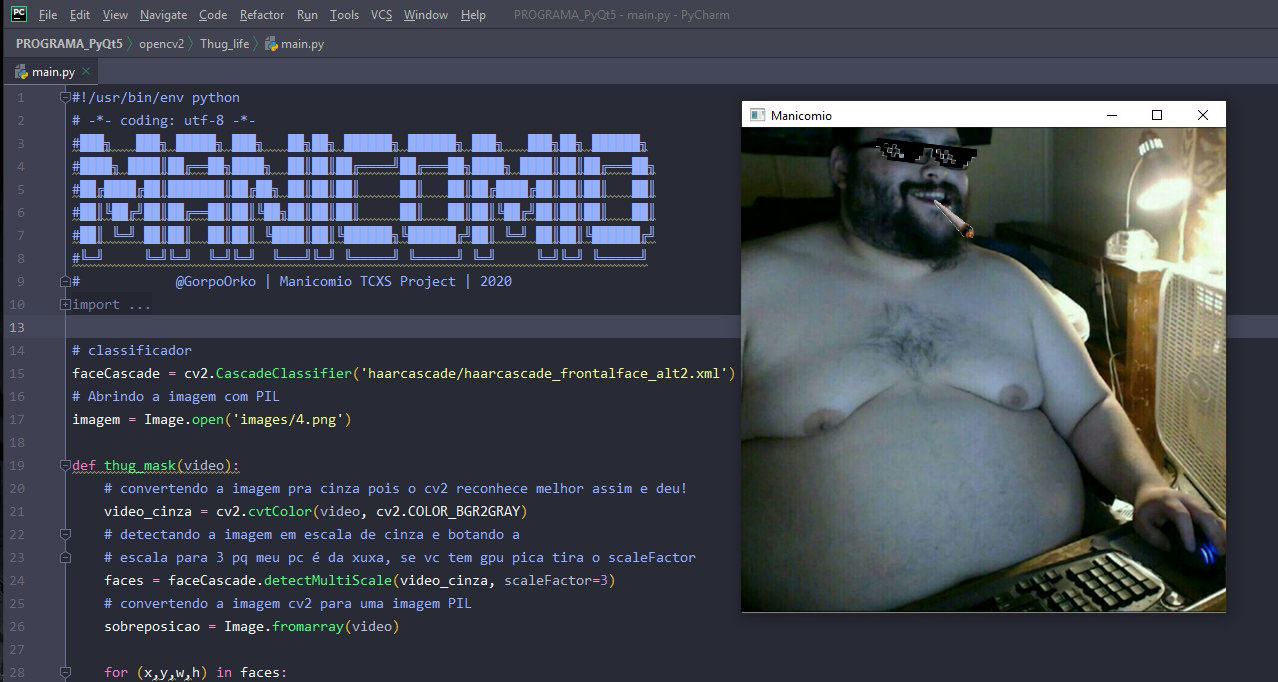 PC File Edit View Navigate Code Refactor Run Tools VCS Window Help PROGRAMA_PyQt5 - main.py - PyCharm
PROGRAMA_PyQt5 opencv2 Thug_life main.py
main.py
1 #!/usr/bin/env python
2 # -*- coding: utf-8 -*-
3 #
4 #
5 # MANICOMIO
6 #
7 #
8 #
9 # @GorpoOrko | Manicomio TCXS Project | 2020
10 import ...
13
14 # classificador
15 faceCascade = cv2.CascadeClassifier('haarcascade/haarcascade_frontalface_alt2.xml')
16 # Abrindo a imagem com PIL
17 imagem = Image.open('images/4.png')
18
19 def thug_mask(video):
20 # convertendo a imagem pra cinza pois o cv2 reconhece melhor assim e deu!
21 video_cinza = cv2.cvtColor(video, cv2.COLOR_BGR2GRAY)
22 # detectando a imagem em escala de cinza e botando a
23 # escala para 3 pq meu pc é da xuxa, se vc tem gpu pica tira o scaleFactor
24 faces = faceCascade.detectMultiScale(video_cinza, scaleFactor=3)
25 # convertendo a imagem cv2 para uma imagem PIL
26 sobreposicao = Image.fromarray(video)
27
28 for (x,y,w,h) in faces:
Manicomio